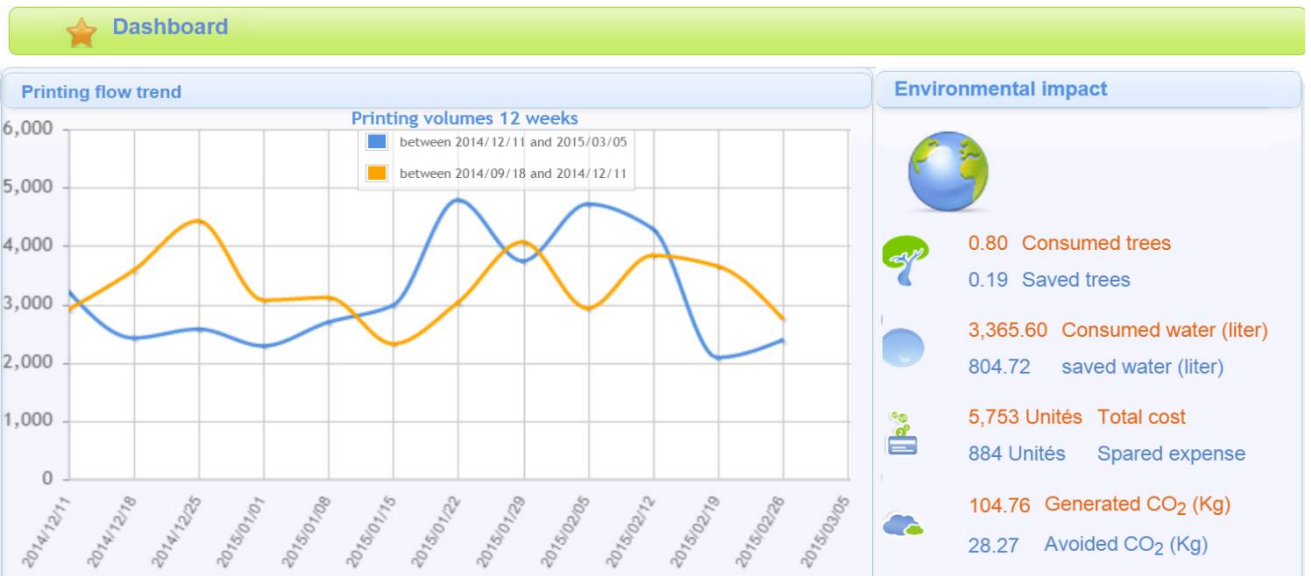 Dashboard
Printing flow trend
Printing volumes 12 weeks
between 2014/12/11 and 2015/03/05
between 2014/09/18 and 2014/12/11
6,000
5,000
4,000
3,000
2,000
1,000
0
2014/12/11
2014/12/18
2014/12/25
2015/01/01
2015/01/08
2015/01/15
2015/01/22
2015/01/29
2015/02/05
2015/02/12
2015/02/19
2015/02/26
2015/03/05
Environmental impact
0.80 Consumed trees
0.19 Saved trees
3,365.60 Consumed water (liter)
804.72 saved water (liter)
5,753 Unités Total cost
884 Unités Spared expense
104.76 Generated CO₂ (Kg)
28.27 Avoided CO₂ (Kg)